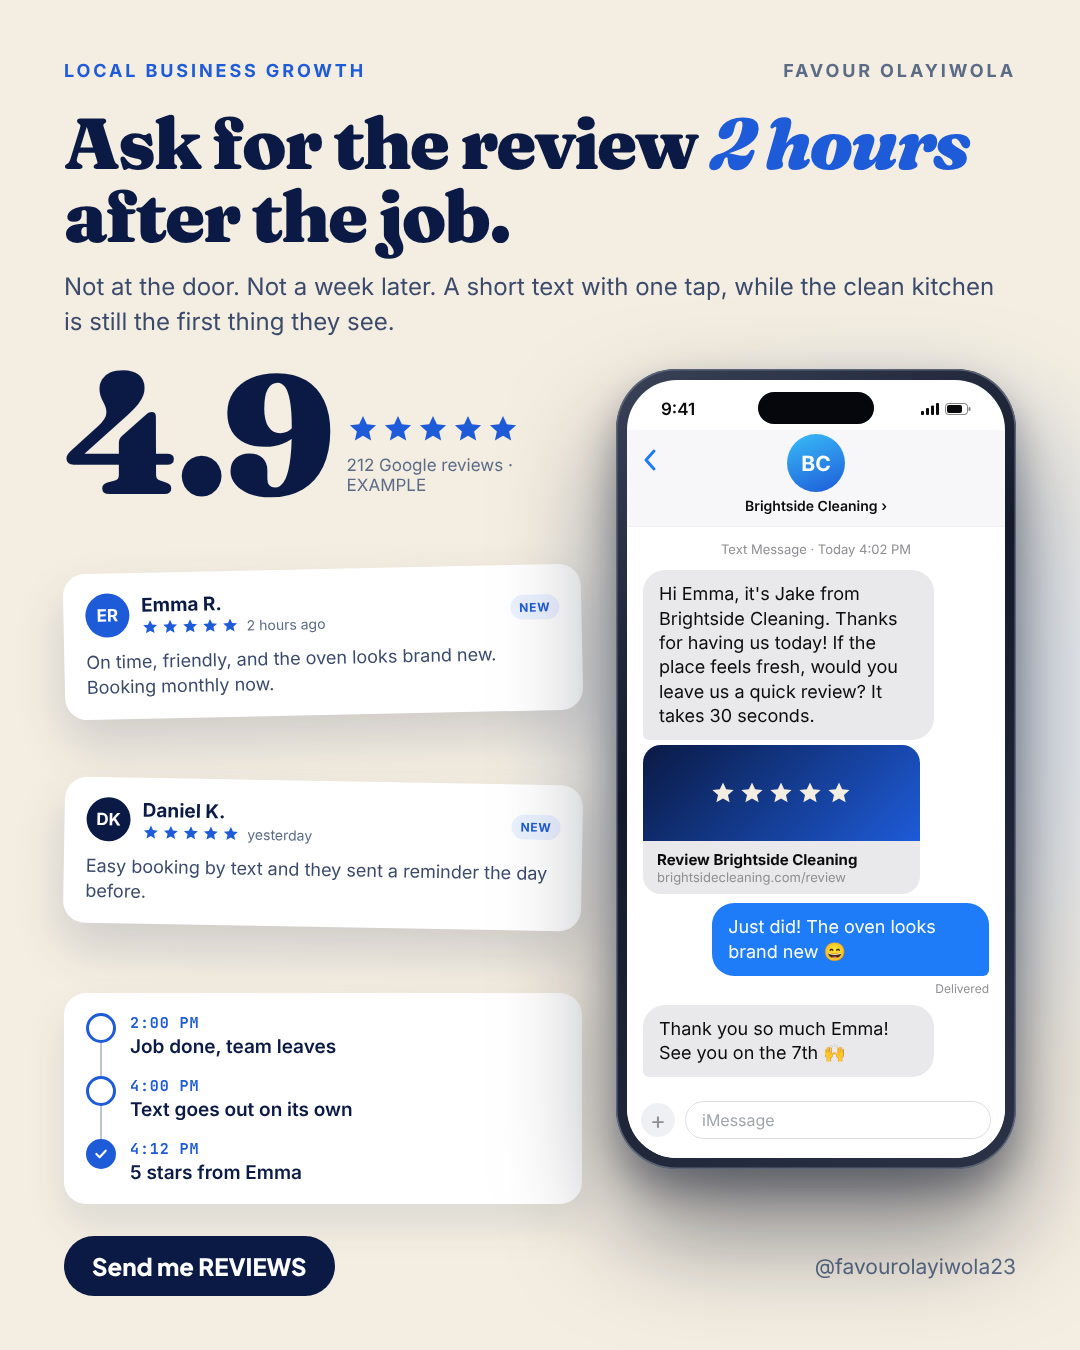 LOCAL BUSINESS GROWTH
FAVOUR OLAYIWOLA
Ask for the review 2 hours
after the job.
Not at the door. Not a week later. A short text with one tap, while the clean kitchen
is still the first thing they see.
4.9
212 Google reviews ·
EXAMPLE
ER
Emma R.
2 hours ago
NEW
On time, friendly, and the oven looks brand new.
Booking monthly now.
DK
Daniel K.
yesterday
NEW
Easy booking by text and they sent a reminder the day
before.
2:00 PM
Job done, team leaves
4:00 PM
Text goes out on its own
4:12 PM
5 stars from Emma
9:41
BC
Brightside Cleaning ›
Text Message · Today 4:02 PM
Hi Emma, it's Jake from
Brightside Cleaning. Thanks
for having us today! If the
place feels fresh, would you
leave us a quick review? It
takes 30 seconds.
Review Brightside Cleaning
brightsidecleaning.com/review
Just did! The oven looks
brand new 😄
Delivered
Thank you so much Emma!
See you on the 7th 🙌
+
iMessage
Send me REVIEWS
@favourolayiwola23